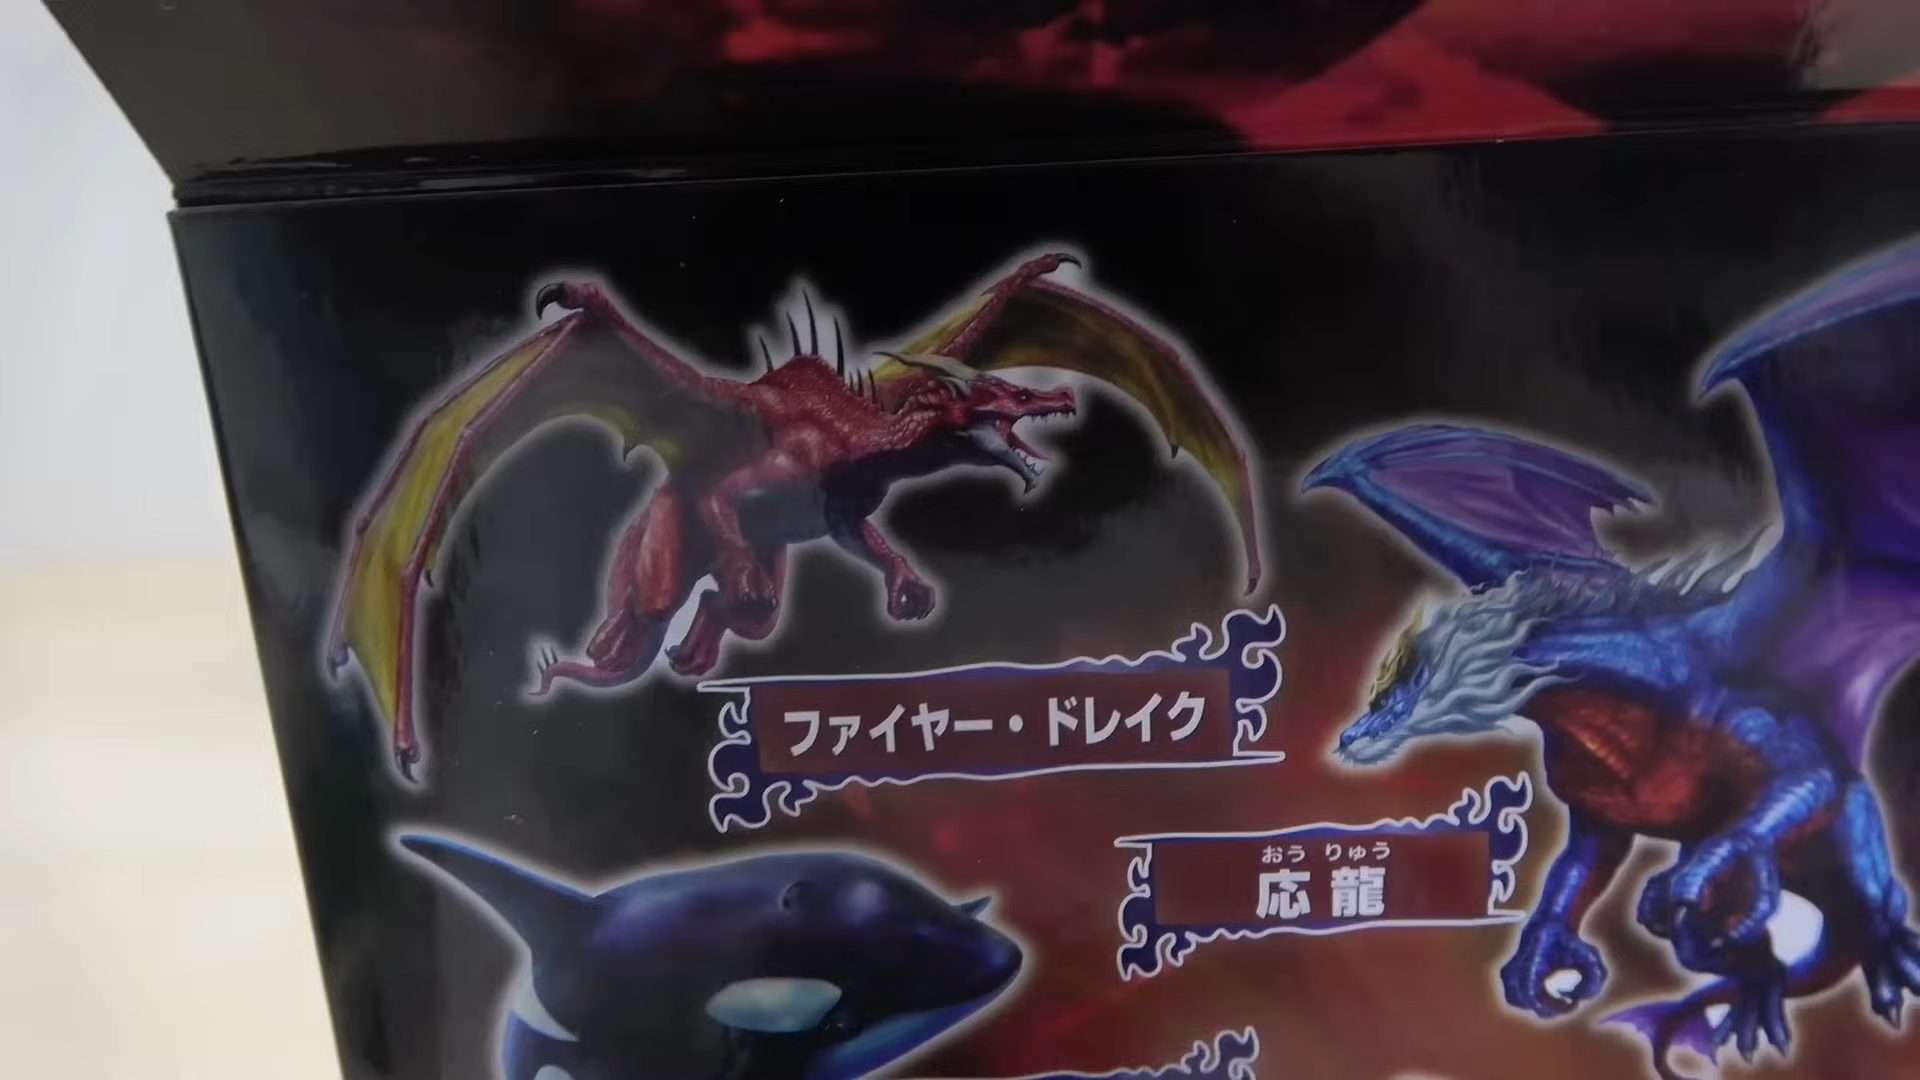 ファイヤー・ドレイク
おう りゅう
応 龍